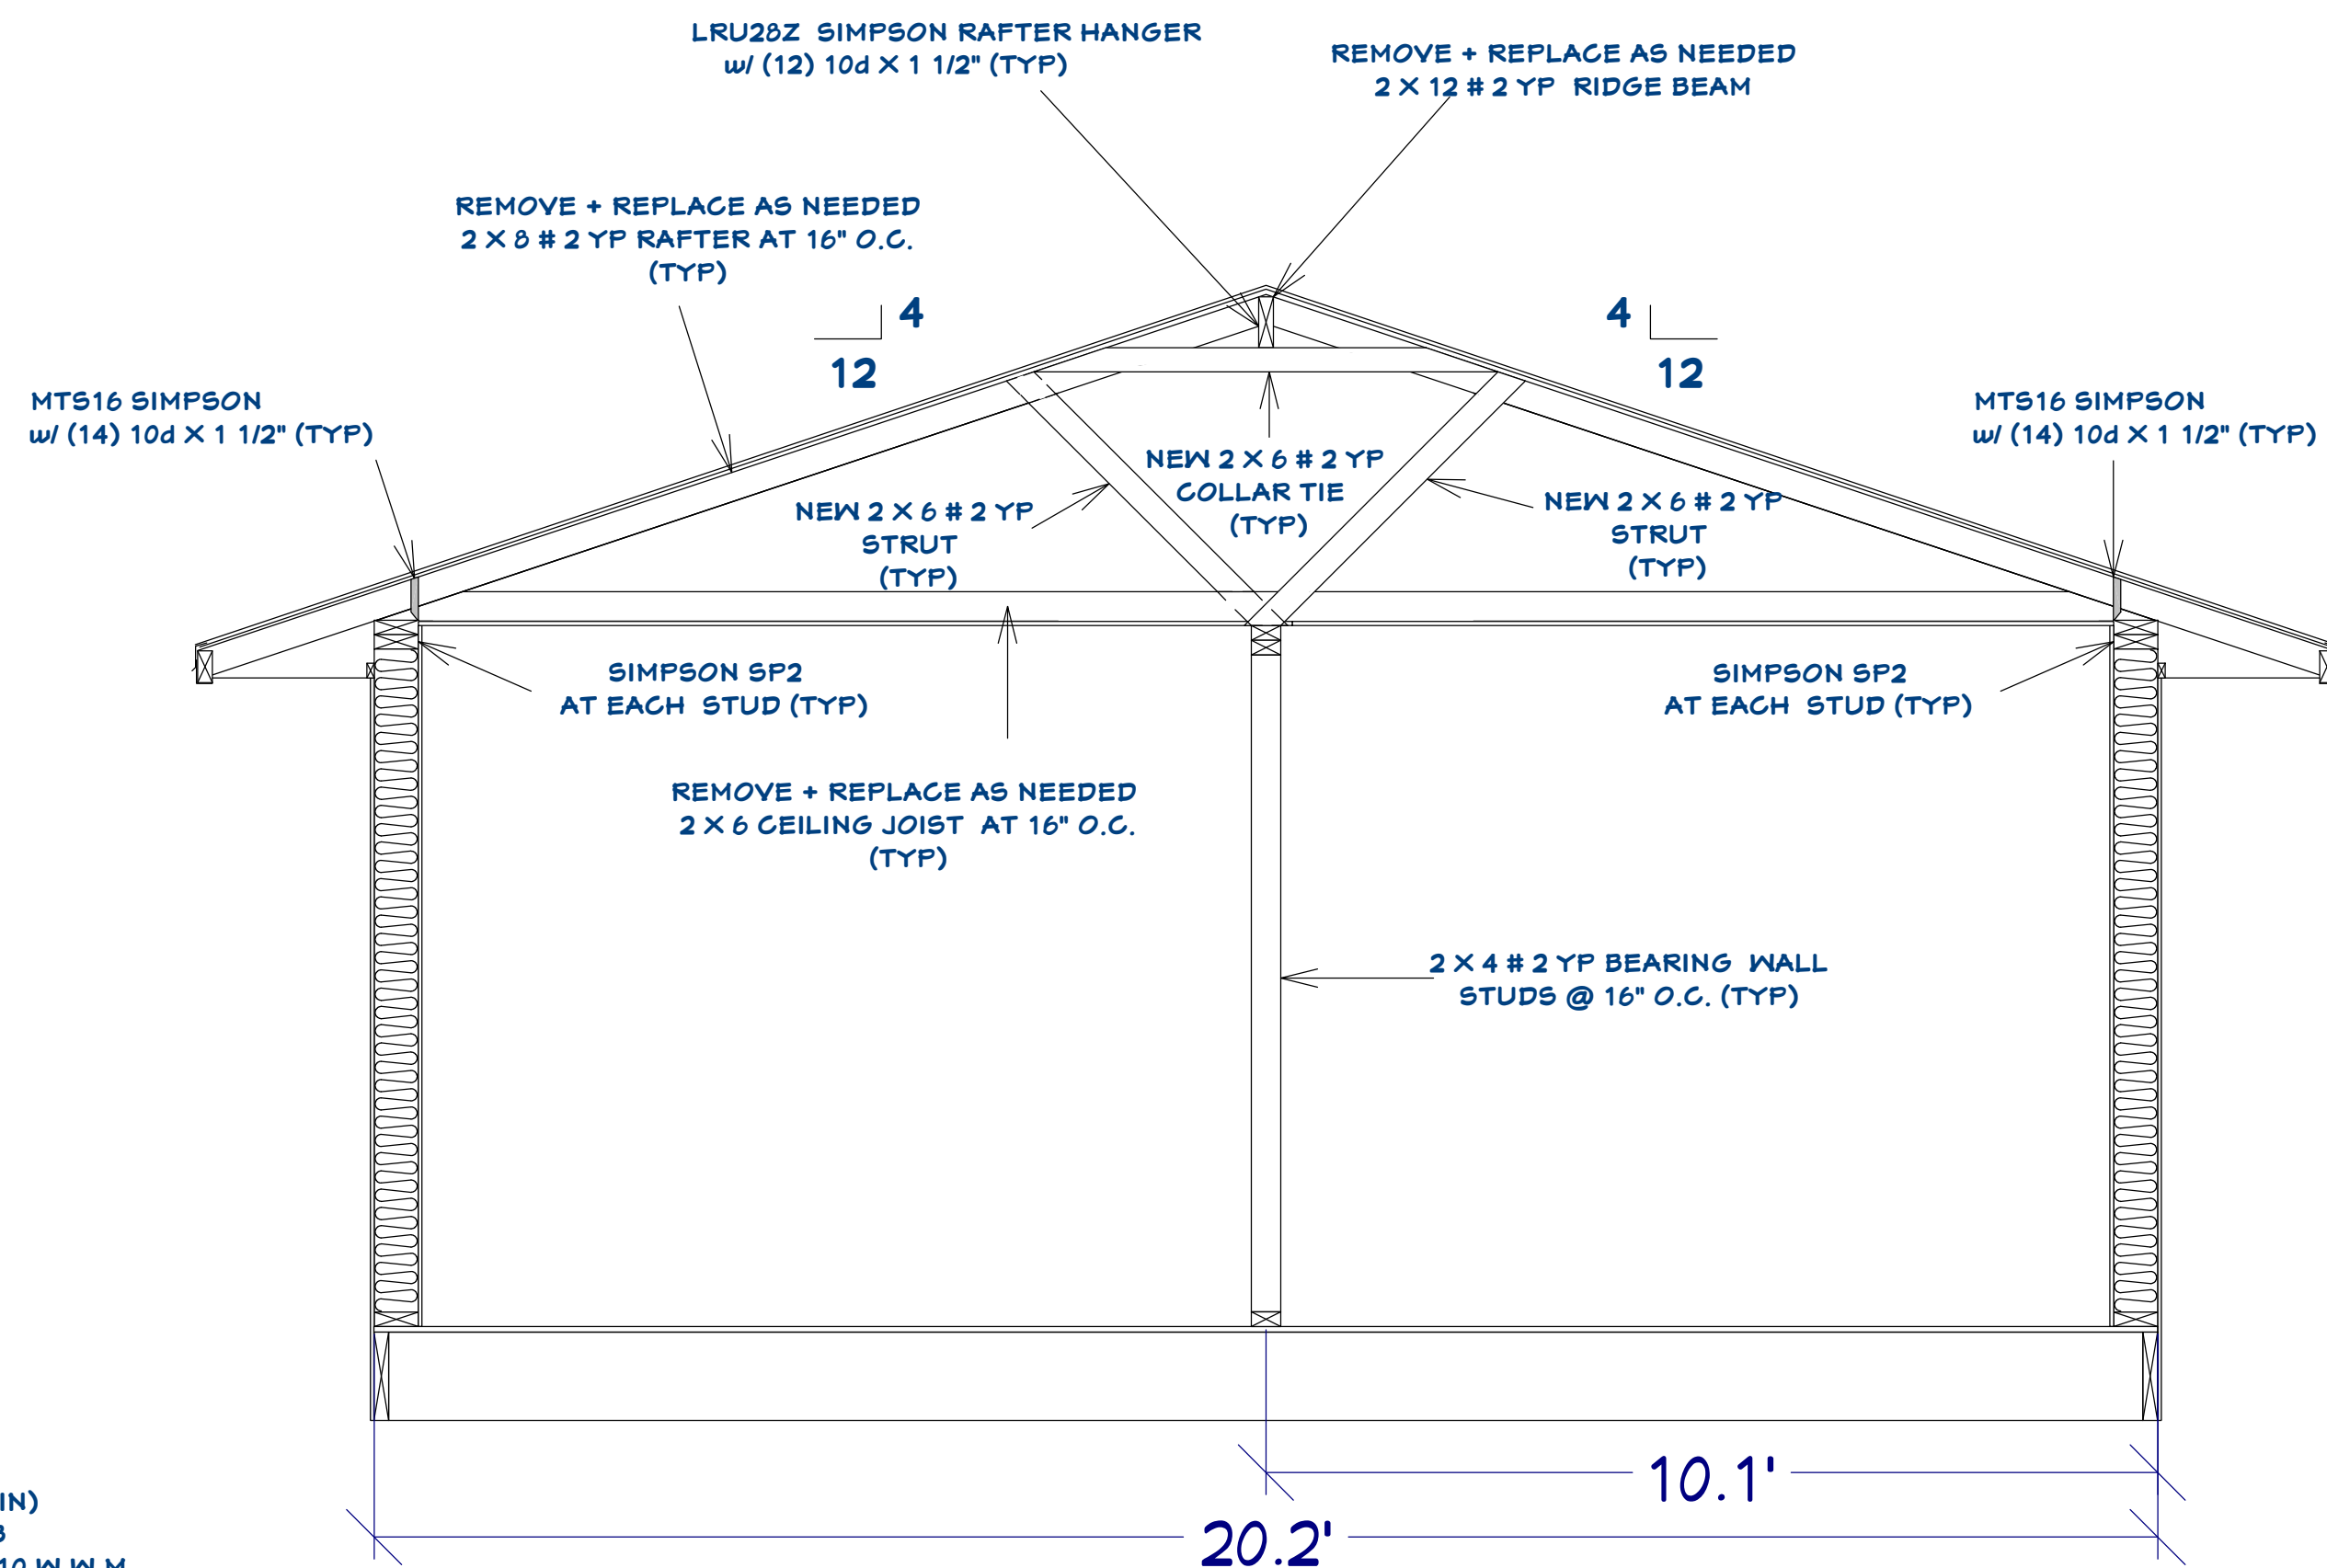 LRU28Z SIMPSON RAFTER HANGER
w/ (12) 10d X 1 1/2" (TYP)
REMOVE + REPLACE AS NEEDED
2 X 12 # 2 YP RIDGE BEAM
REMOVE + REPLACE AS NEEDED
2 X 8 # 2 YP RAFTER AT 16" O.C.
(TYP)
4
12
4
12
MTS16 SIMPSON
w/ (14) 10d X 1 1/2" (TYP)
MTS16 SIMPSON
w/ (14) 10d X 1 1/2" (TYP)
NEW 2 X 6 # 2 YP
COLLAR TIE
(TYP)
NEW 2 X 6 # 2 YP
STRUT
(TYP)
NEW 2 X 6 # 2 YP
STRUT
(TYP)
SIMPSON SP2
AT EACH STUD (TYP)
SIMPSON SP2
AT EACH STUD (TYP)
REMOVE + REPLACE AS NEEDED
2 X 6 CEILING JOIST AT 16" O.C.
(TYP)
2 X 4 # 2 YP BEARING WALL
STUDS @ 16" O.C. (TYP)
10.1'
20.2'
IN)
10 W.W.M.